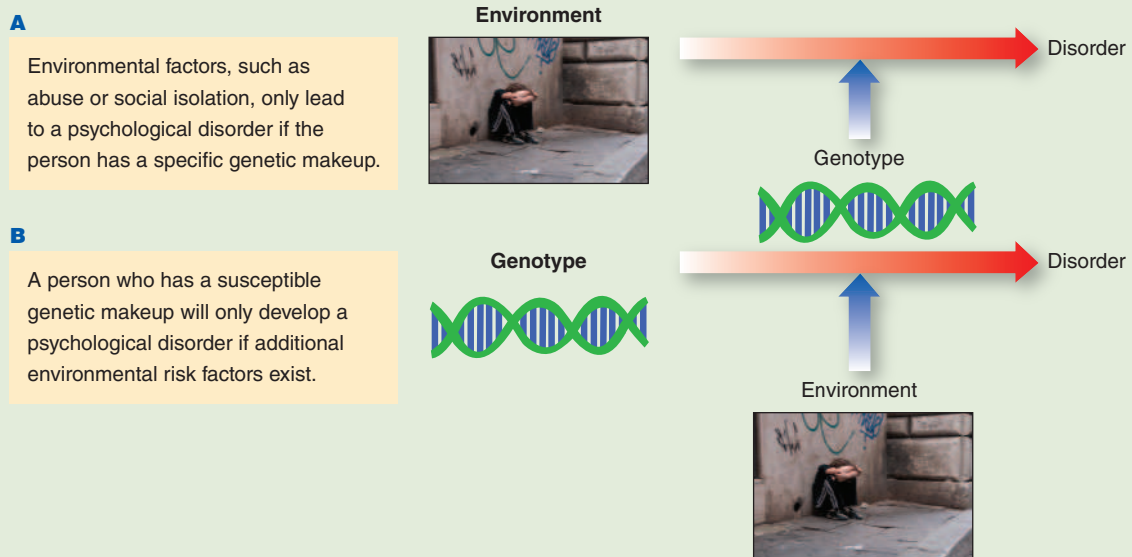 A
Environmental factors, such as
abuse or social isolation, only lead
to a psychological disorder if the
person has a specific genetic makeup.
Environment
Disorder
Genotype
B
A person who has a susceptible
genetic makeup will only develop a
psychological disorder if additional
environmental risk factors exist.
Genotype
Disorder
Environment